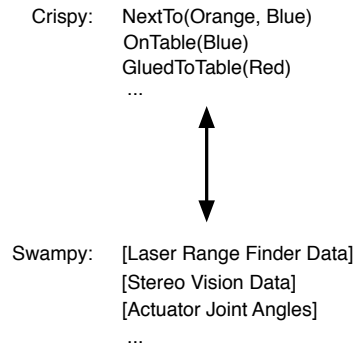 Crispy: NextTo(Orange, Blue)
OnTable(Blue)
GluedToTable(Red)
...
Swampy: [Laser Range Finder Data]
[Stereo Vision Data]
[Actuator Joint Angles]
...